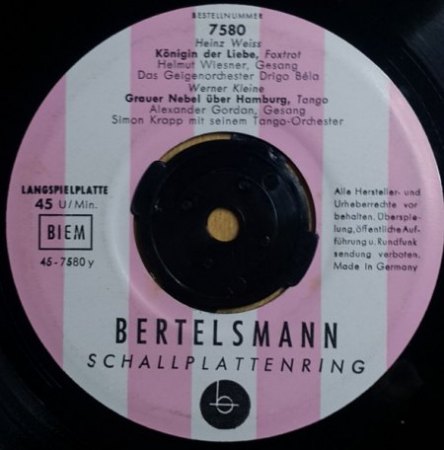 BESTELLNUMMER
7580
Heinz Weiss
Königin der Liebe, Foxtrot
Helmut Wiesner, Gesang
Das Geigenorchester Drigo Béla
Werner Kleine
Grauer Nebel über Hamburg, Tango
Alexander Gordan, Gesang
Simon Krapp mit seinem Tango-Orchester
LANGSPIELPLATTE
45 U/Min.
BIEM
45-7580 y
Alle Hersteller- und
Urheberrechte vor
behalten. Überspie-
lung, öffentliche Auf-
führung u. Rundfunk
sendung verboten.
Made in Germany
BERTELSMANN
SCHALLPLATTENRING